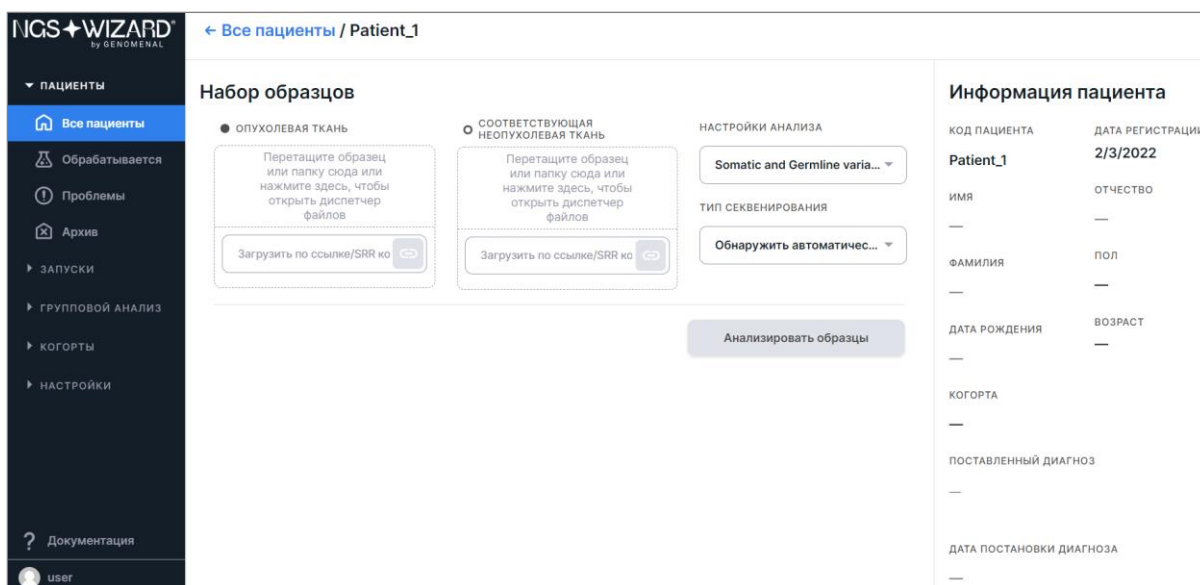 NGS WIZARD®
by GENOMENAL
ПАЦИЕНТЫ
Все пациенты
Обрабатывается
Проблемы
Архив
ЗАПУСКИ
ГРУППОВОЙ АНАЛИЗ
КОГОРТЫ
НАСТРОЙКИ
? Документация
user
← Все пациенты / Patient_1
Набор образцов
ОПУХОЛЕВАЯ ТКАНЬ
Перетащите образец
или папку сюда или
нажмите здесь, чтобы
открыть диспетчер
файлов
Загрузить по ссылке/SRR ко
СООТВЕТСТВУЮЩАЯ
НЕОПУХОЛЕВАЯ ТКАНЬ
Перетащите образец
или папку сюда или
нажмите здесь, чтобы
открыть диспетчер
файлов
Загрузить по ссылке/SRR ко
НАСТРОЙКИ АНАЛИЗА
Somatic and Germline varia...
ТИП СЕКВЕНИРОВАНИЯ
Обнаружить автоматичес...
Анализировать образцы
Информация пациента
КОД ПАЦИЕНТА
Patient_1
ДАТА РЕГИСТРАЦИИ
2/3/2022
ИМЯ
—
ОТЧЕСТВО
—
ФАМИЛИЯ
—
ПОЛ
—
ДАТА РОЖДЕНИЯ
—
ВОЗРАСТ
—
КОГОРТА
—
ПОСТАВЛЕННЫЙ ДИАГНОЗ
—
ДАТА ПОСТАНОВКИ ДИАГНОЗА
—